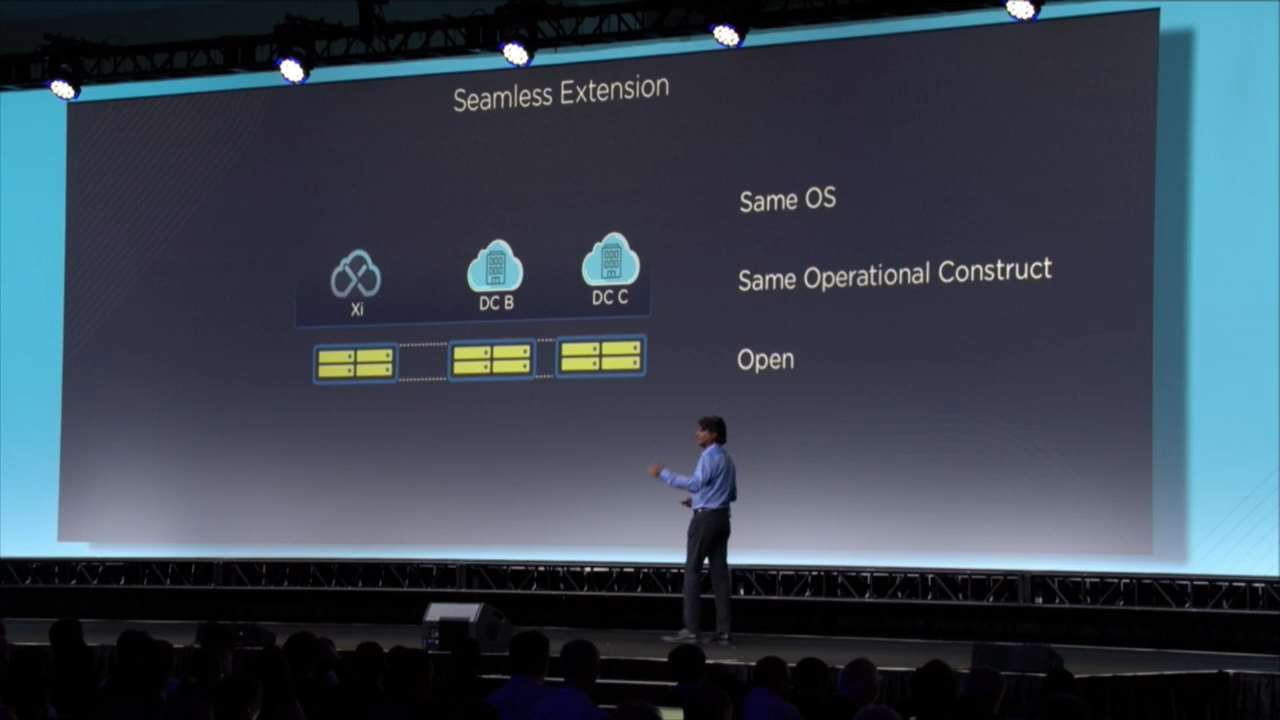 Seamless Extension
Same OS
Same Operational Construct
Open
Xi
DC B
DC C